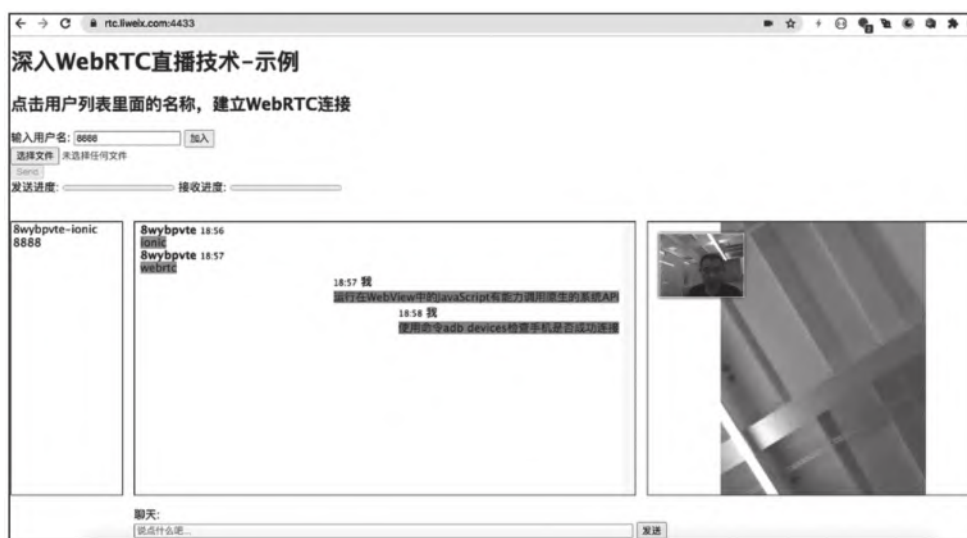 rtc.liweix.com:4433
深入WebRTC直播技术-示例
点击用户列表里面的名称，建立WebRTC连接
输入用户名: 8888 加入
选择文件 未选择任何文件
Send
发送进度: 接收进度:
8wybpvte-ionic
8888
8wybpvte 18:56
ionic
8wybpvte 18:57
webrtc
18:57 我
运行在WebView中的JavaScript有能力调用原生的系统API
18:58 我
使用命令adb devices检查手机是否成功连接
聊天:
说点什么吧... 发送